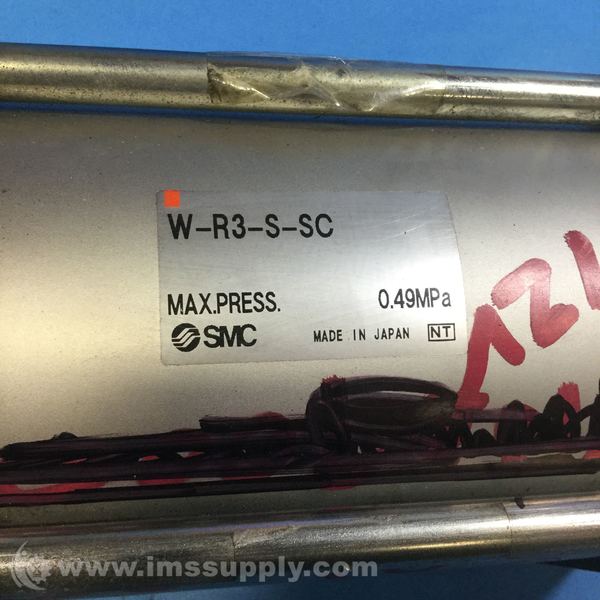 W-R3-S-SC
MAX.PRESS. 0.49MPa
SMC MADE IN JAPAN NT
www.imssupply.com